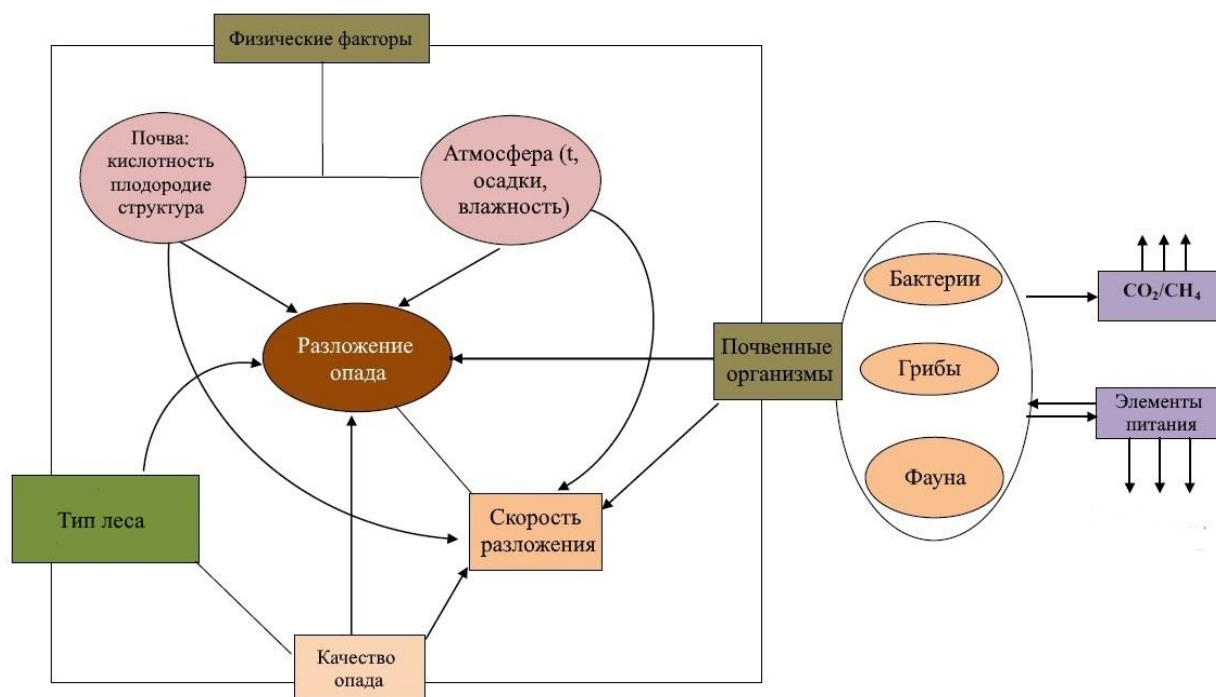 Физические факторы
Почва:
кислотность
плодородие
структура
Атмосфера (t,
осадки,
влажность)
Разложение
опада
Почвенные
организмы
Бактерии
Грибы
Фауна
CO₂/CH₄
Элементы
питания
Тип леса
Скорость
разложения
Качество
опада